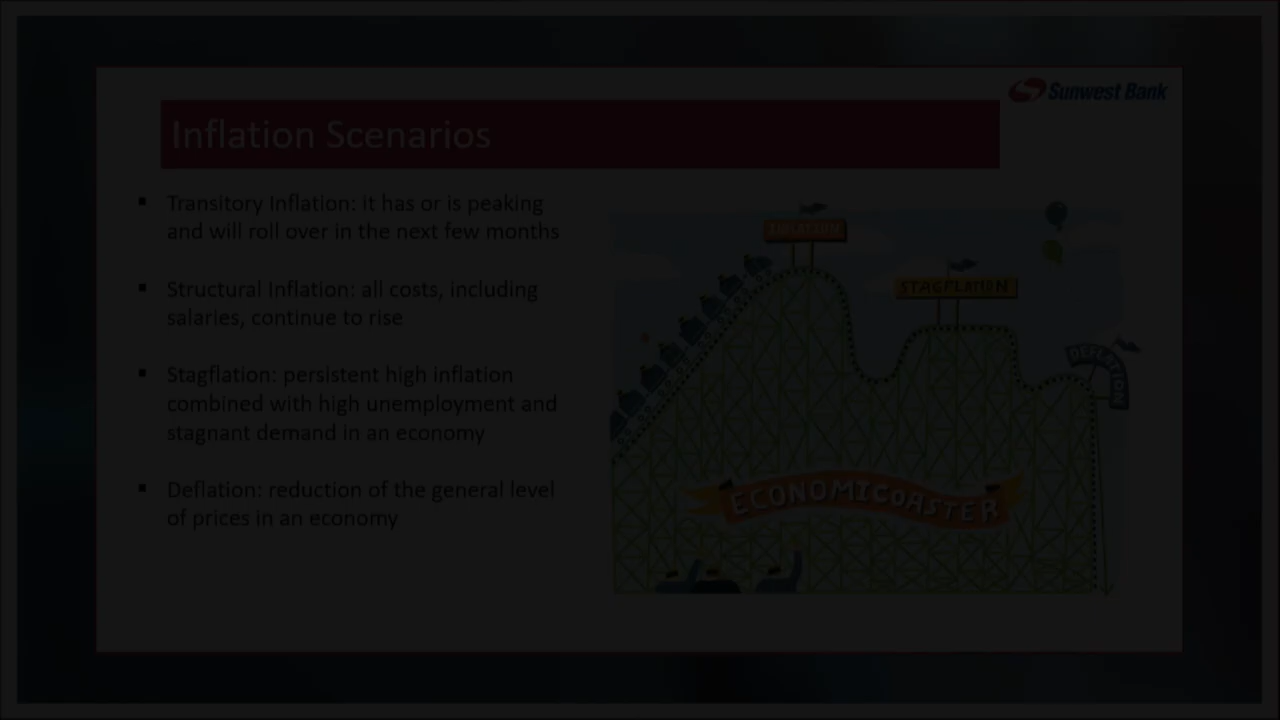 Sunwest Bank
Inflation Scenarios
▪ Transitory Inflation: it has or is peaking
and will roll over in the next few months
▪ Structural Inflation: all costs, including
salaries, continue to rise
▪ Stagflation: persistent high inflation
combined with high unemployment and
stagnant demand in an economy
▪ Deflation: reduction of the general level
of prices in an economy
INFLATION
STAGFLATION
DEFLATION
ECONOMICOASTER